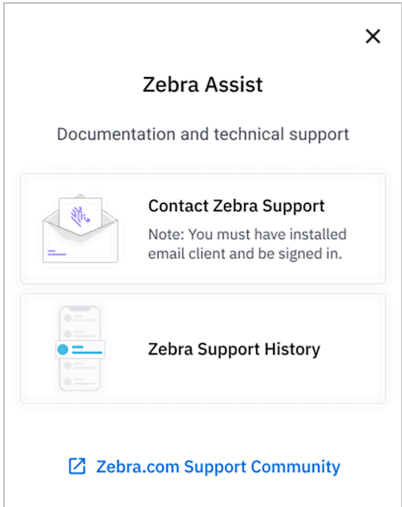 Zebra Assist
Documentation and technical support
Contact Zebra Support
Note: You must have installed
email client and be signed in.
Zebra Support History
Zebra.com Support Community